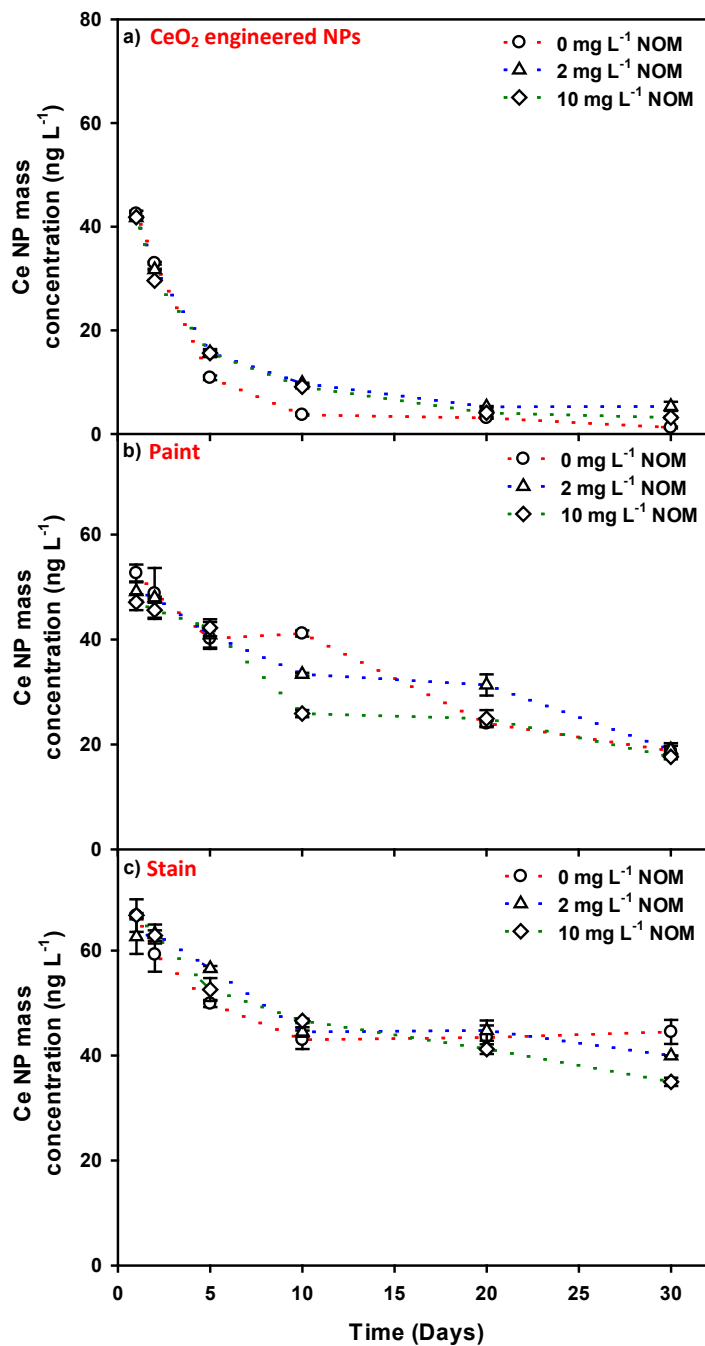 a) CeO₂ engineered NPs
0 mg L⁻¹ NOM
2 mg L⁻¹ NOM
10 mg L⁻¹ NOM
80
60
40
20
0
Ce NP mass
concentration (ng L⁻¹)
b) Paint
0 mg L⁻¹ NOM
2 mg L⁻¹ NOM
10 mg L⁻¹ NOM
60
40
20
0
Ce NP mass
concentration (ng L⁻¹)
c) Stain
0 mg L⁻¹ NOM
2 mg L⁻¹ NOM
10 mg L⁻¹ NOM
60
40
20
0
Ce NP mass
concentration (ng L⁻¹)
0 5 10 15 20 25 30
Time (Days)